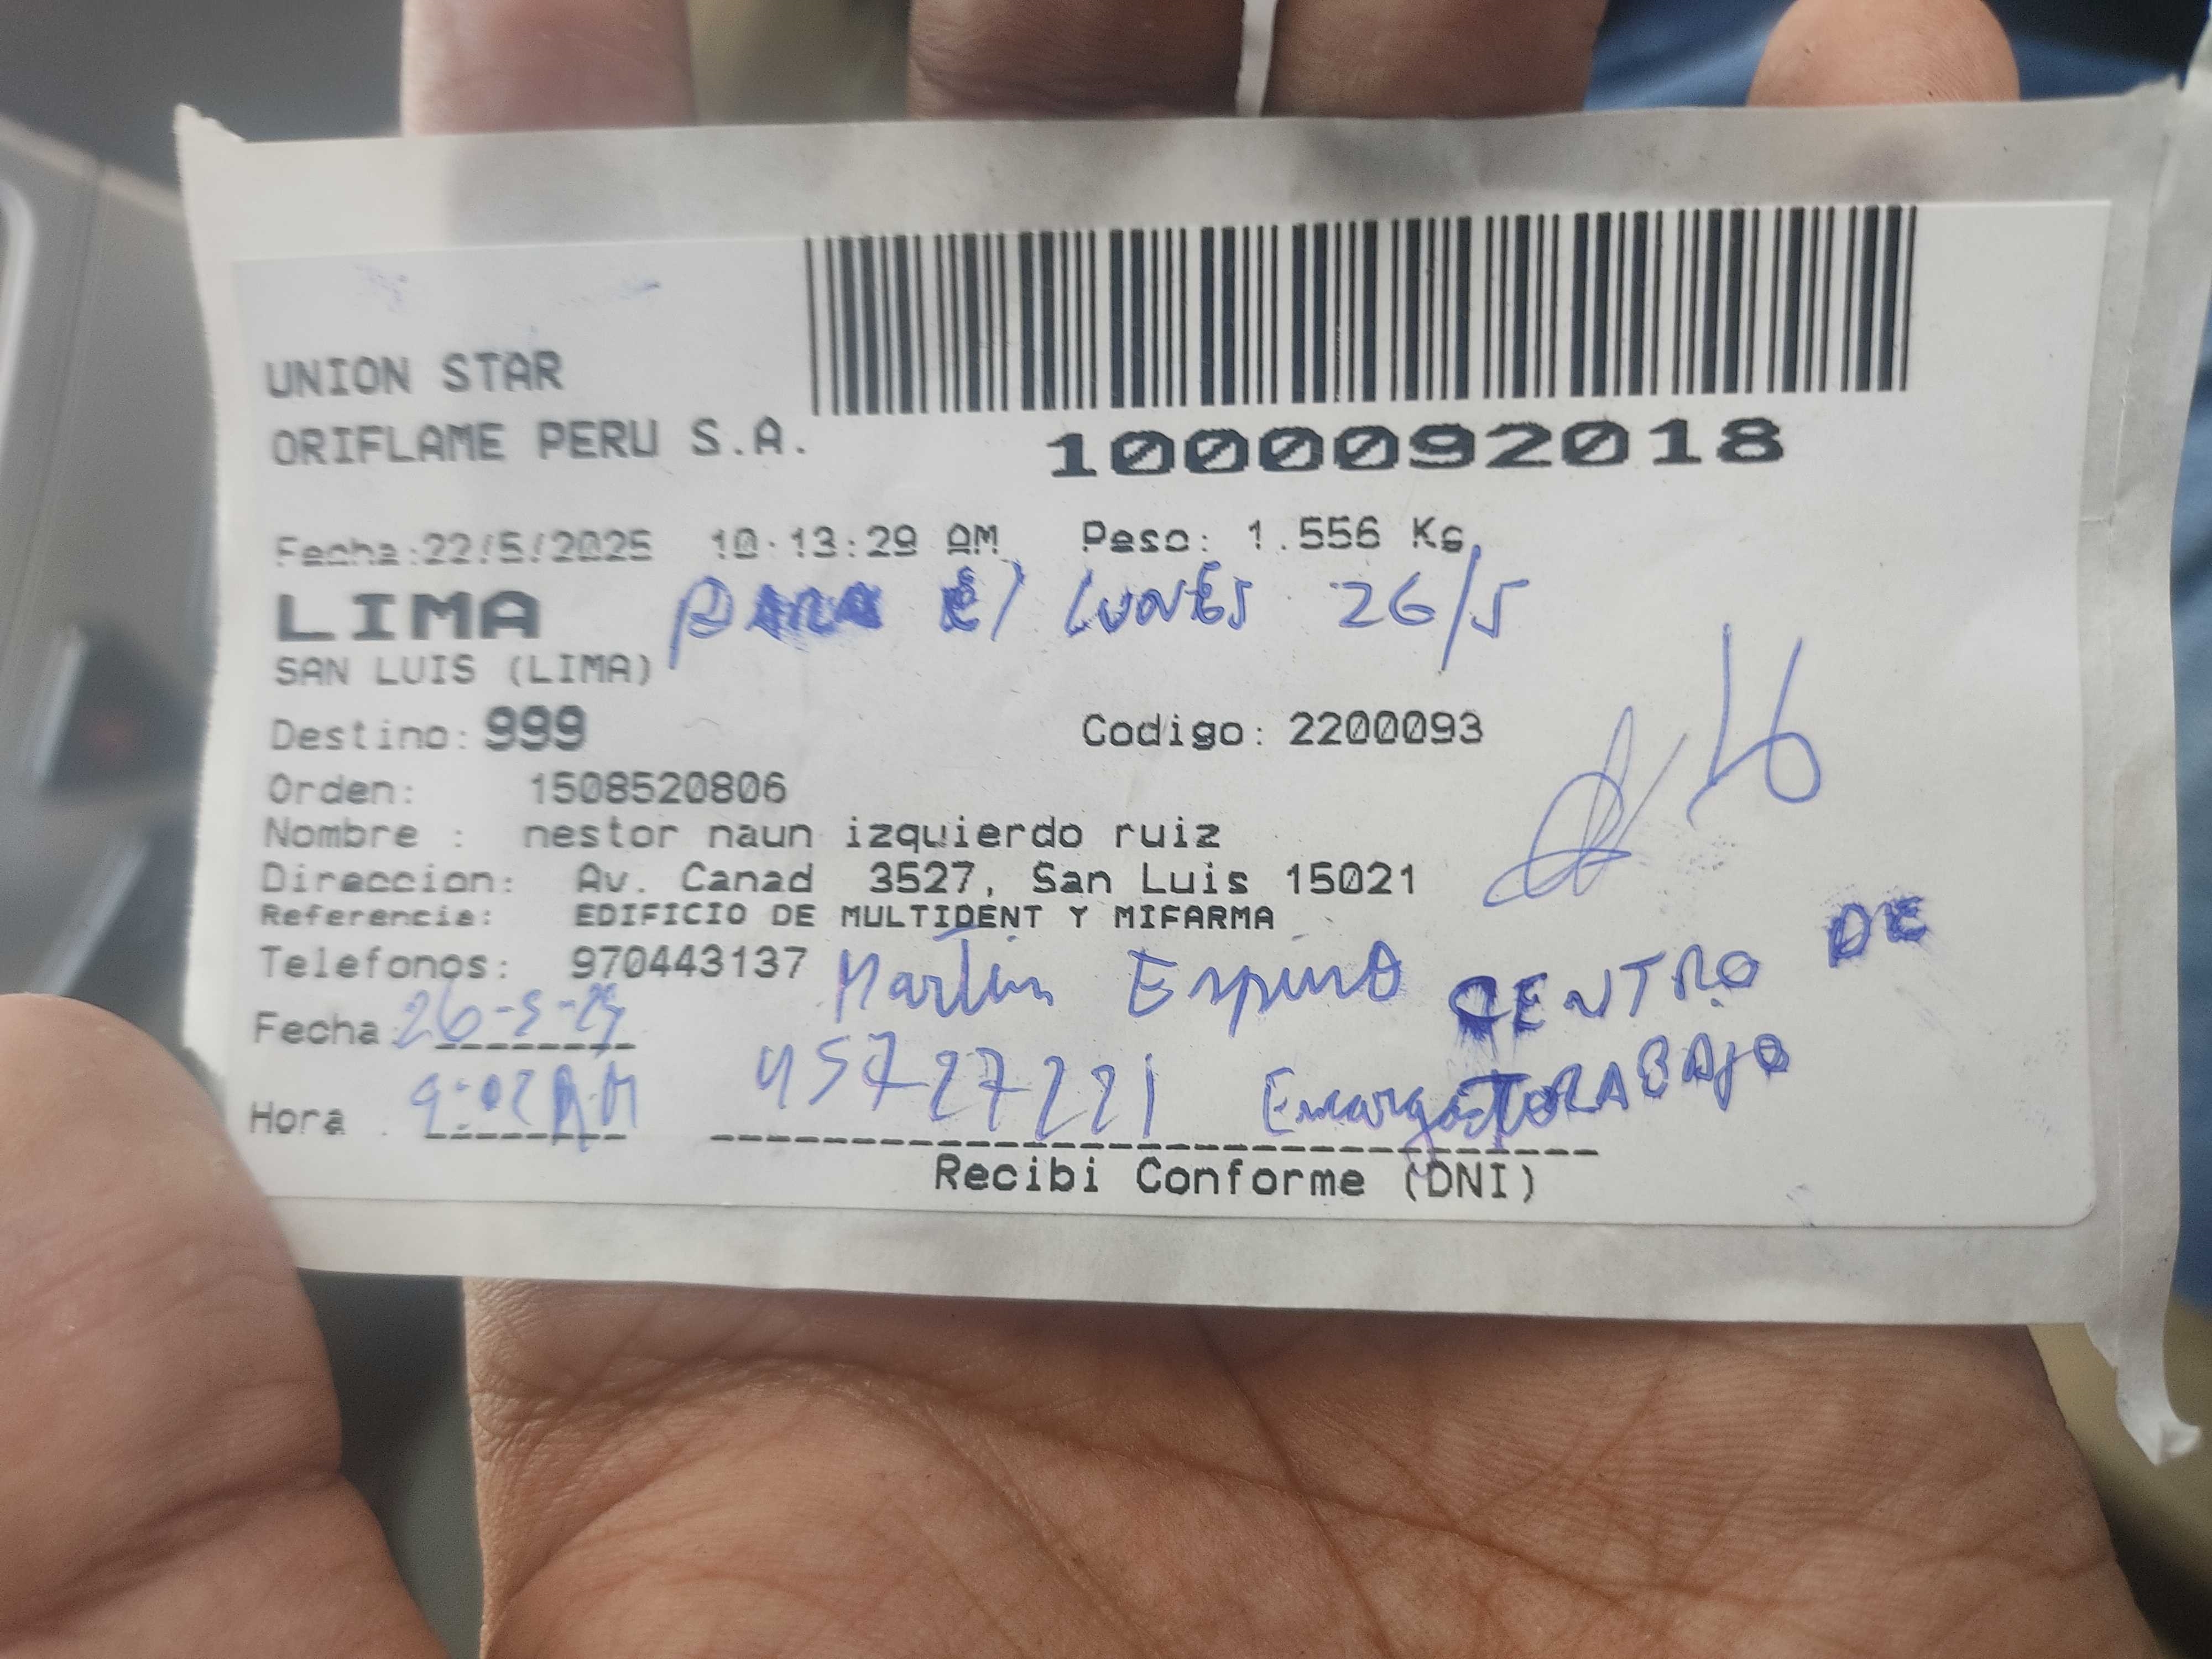 UNION STAR
ORIFLAME PERU S.A.
1000092018
Fecha:22/5/2025 10:13:29 AM Peso: 1.556 Kg.
LIMA PARA El LUNES 26/5
SAN LUIS (LIMA)
Destino: 999 Codigo: 2200093
Orden: 1508520806
Nombre : nestor naun izquierdo ruiz
Direccion: Av. Canad 3527, San Luis 15021
Referencia: EDIFICIO DE MULTIDENT Y MIFARMA
Telefonos: 970443137 Martin Espino CENTRO DE
Fecha: 26-5-25
Hora : 9:02 A.M 45727221 Encargado TRABAJO
Recibi Conforme (DNI)